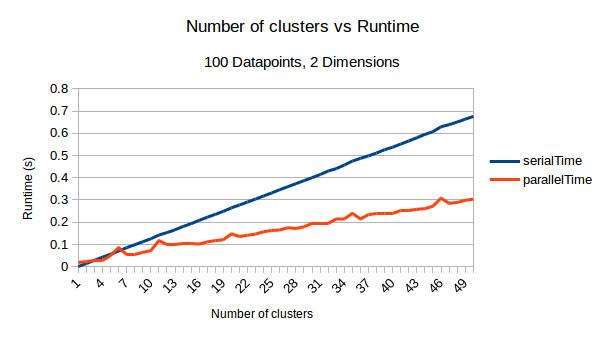 Number of clusters vs Runtime
100 Datapoints, 2 Dimensions
0.8
0.7
0.6
0.5
0.4
0.3
0.2
0.1
0
Runtime (s)
1 4 7 10 13 16 19 22 25 28 31 34 37 40 43 46 49
Number of clusters
serialTime
parallelTime